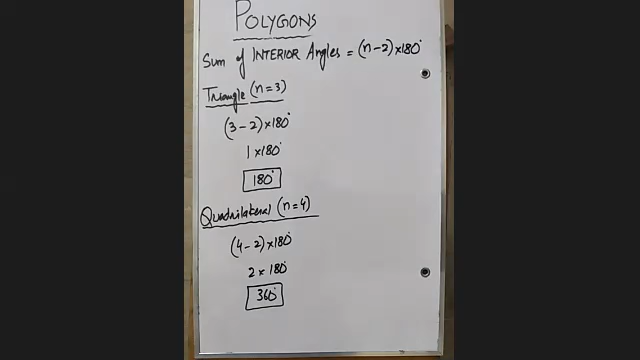 POLYGONS
Sum of INTERIOR Angles = (n-2)×180°
Triangle (n=3)
(3-2)×180°
1×180°
180°
Quadrilateral (n=4)
(4-2)×180°
2×180°
360°